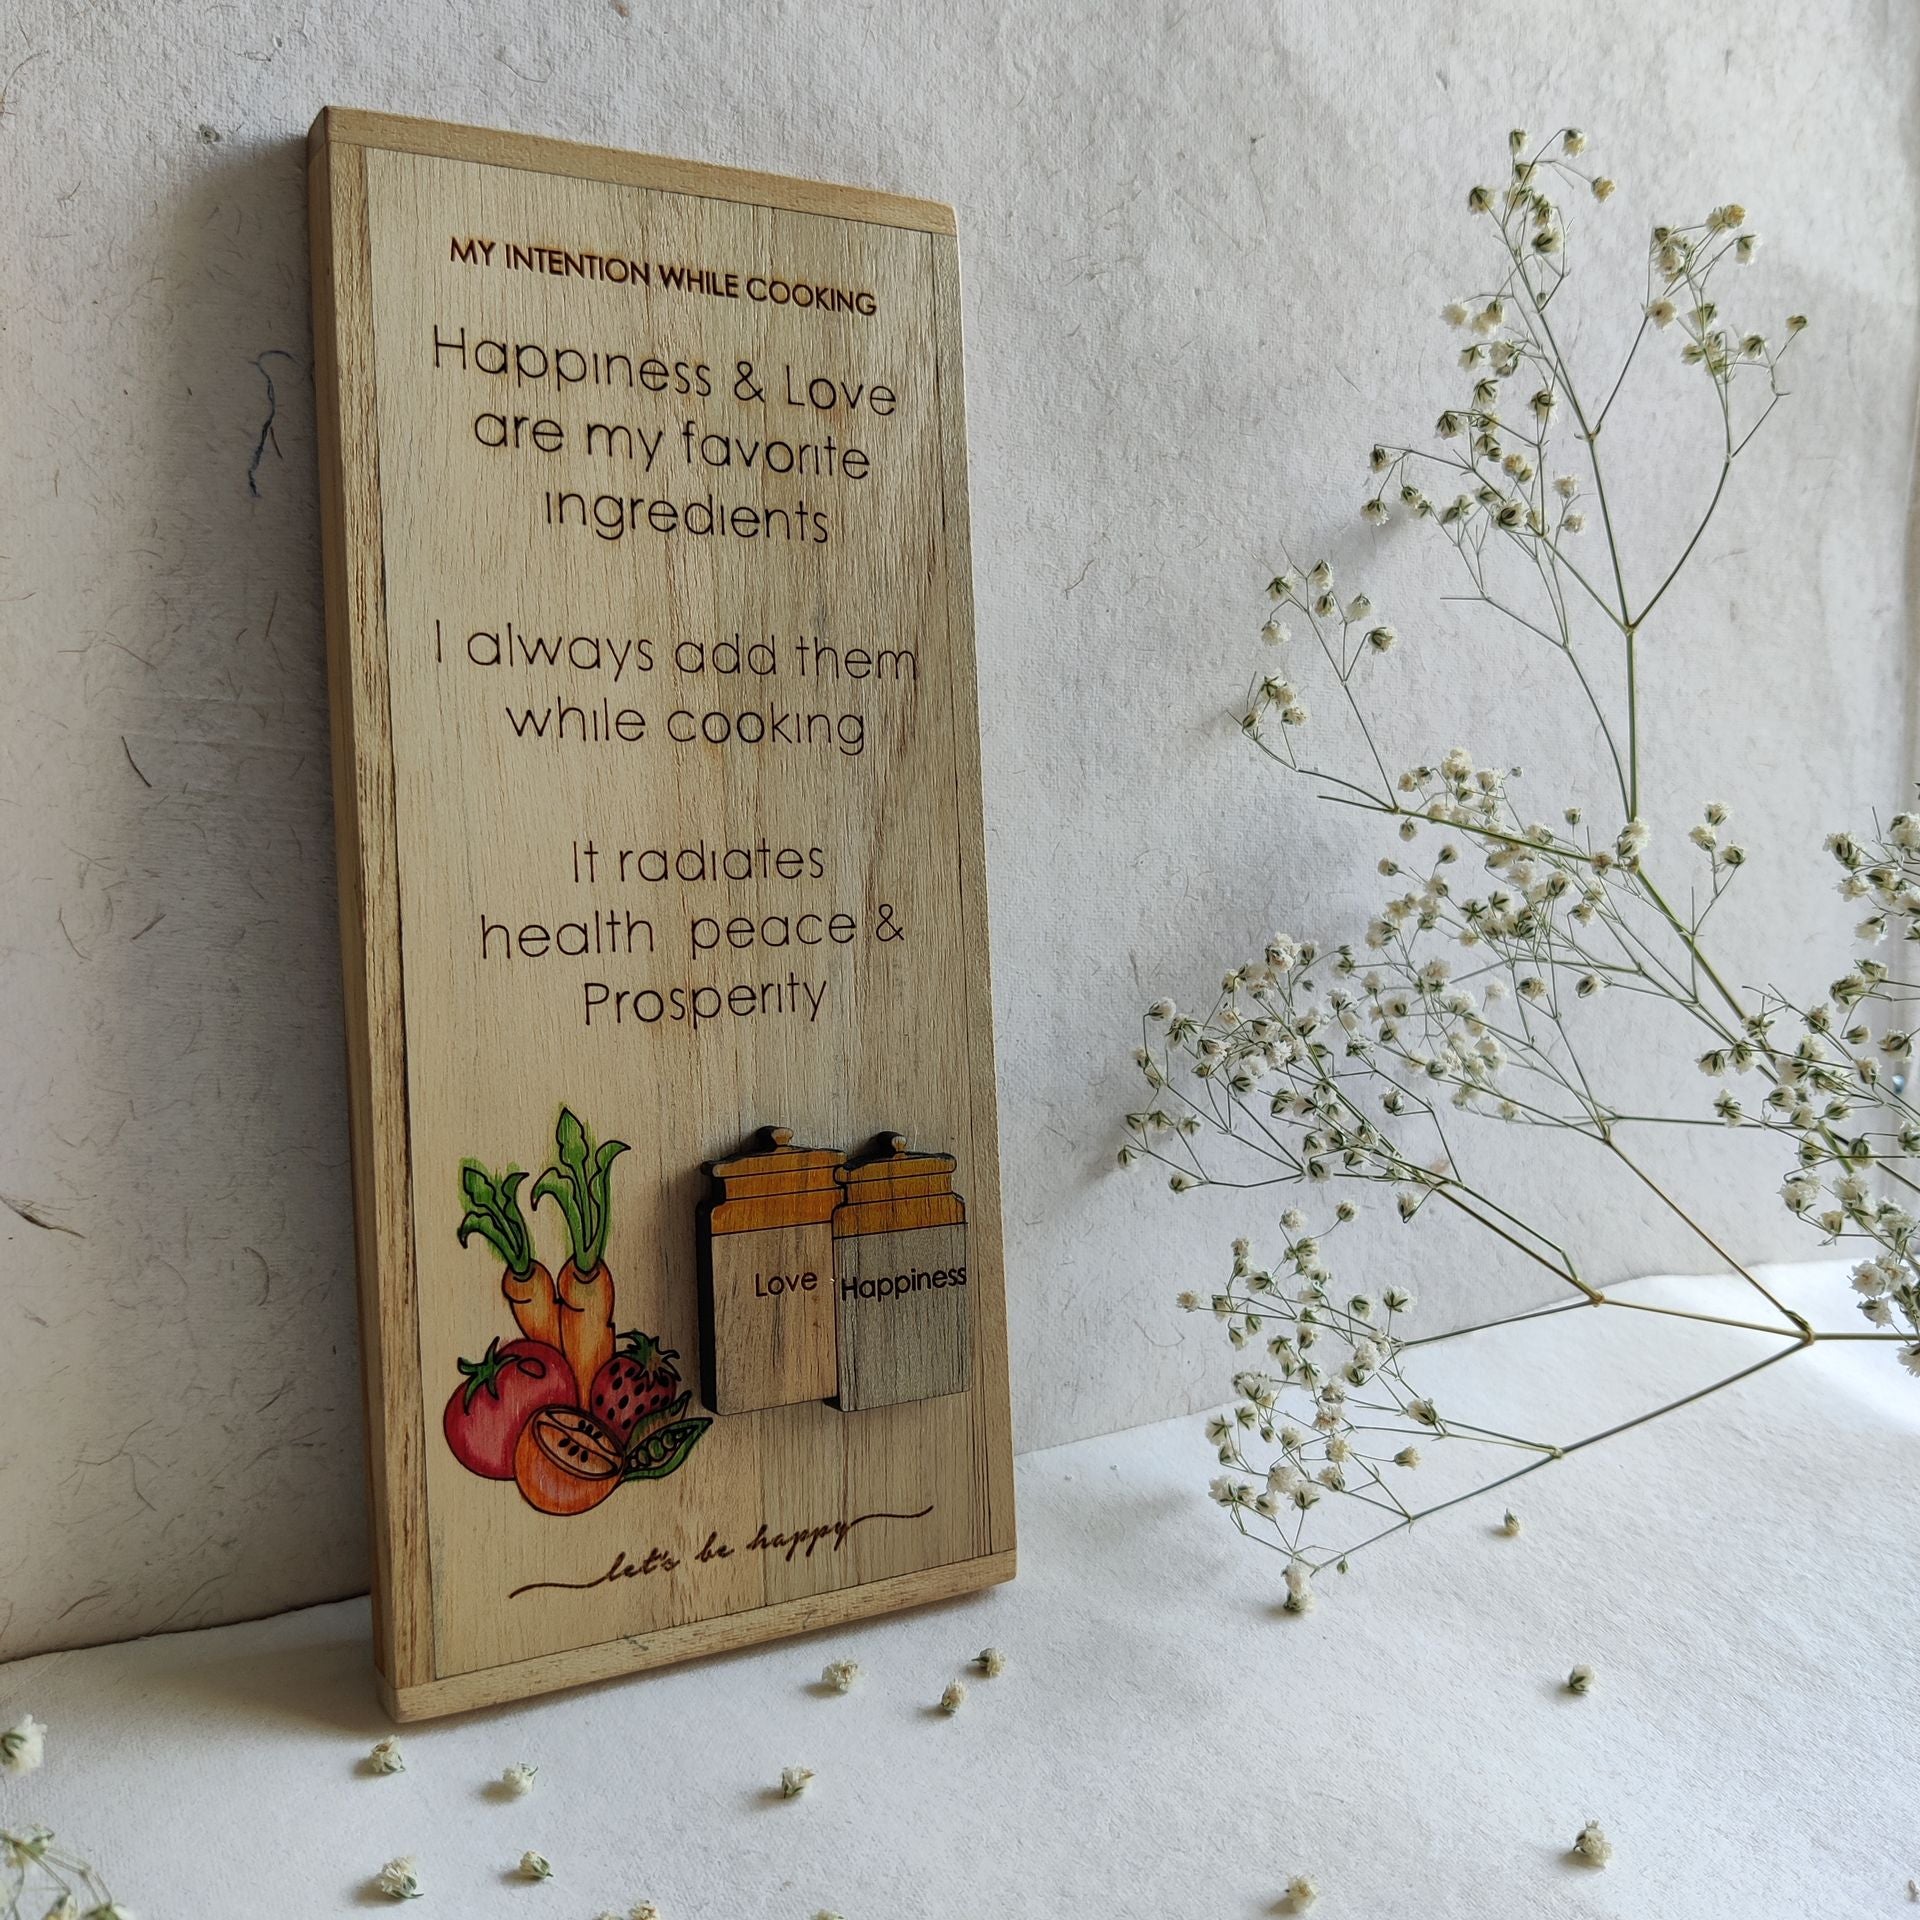 MY INTENTION WHILE COOKING
Happiness & Love
are my favorite
ingredients
I always add them
while cooking
It radiates
health peace &
Prosperity
Love
Happiness
let's be happy